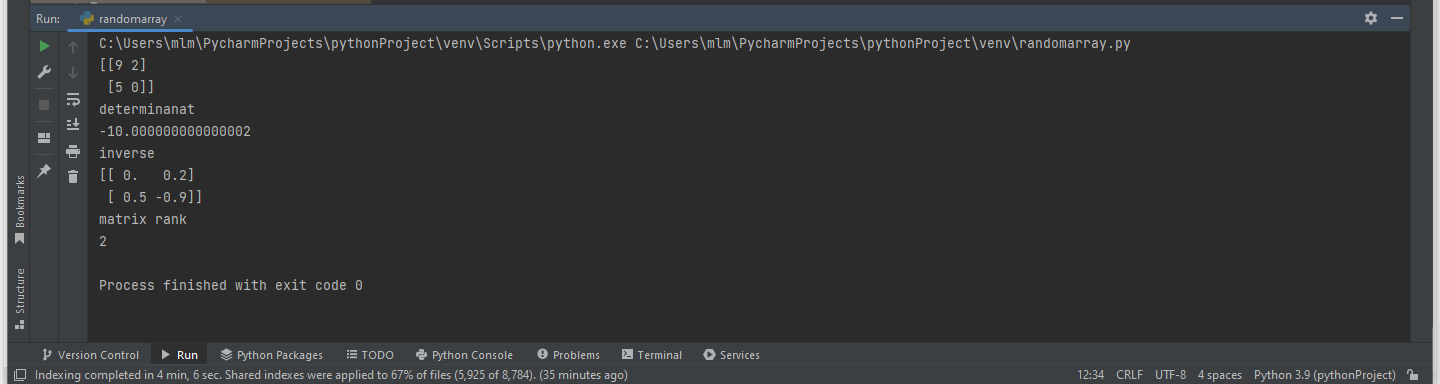 Run: randomarray
C:\Users\mlm\PycharmProjects\pythonProject\venv\Scripts\python.exe C:\Users\mlm\PycharmProjects\pythonProject\venv\randomarray.py
[[9 2]
 [5 0]]
determinanat
-10.000000000000002
inverse
[[ 0.   0.2]
 [ 0.5 -0.9]]
matrix rank
2
Process finished with exit code 0
Bookmarks
Structure
Version Control Run Python Packages TODO Python Console Problems Terminal Services
Indexing completed in 4 min, 6 sec. Shared indexes were applied to 67% of files (5,925 of 8,784). (35 minutes ago) 12:34 CRLF UTF-8 4 spaces Python 3.9 (pythonProject)